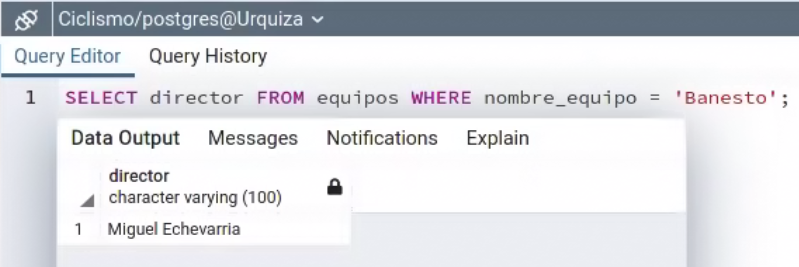 Ciclismo/postgres@Urquiza
Query Editor Query History
1 SELECT director FROM equipos WHERE nombre_equipo = 'Banesto';
Data Output Messages Notifications Explain
director
character varying (100)
1 Miguel Echevarria